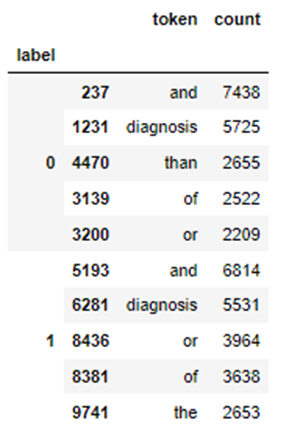 token count
label
237 and 7438
1231 diagnosis 5725
0 4470 than 2655
3139 of 2522
3200 or 2209
5193 and 6814
6281 diagnosis 5531
1 8436 or 3964
8381 of 3638
9741 the 2653